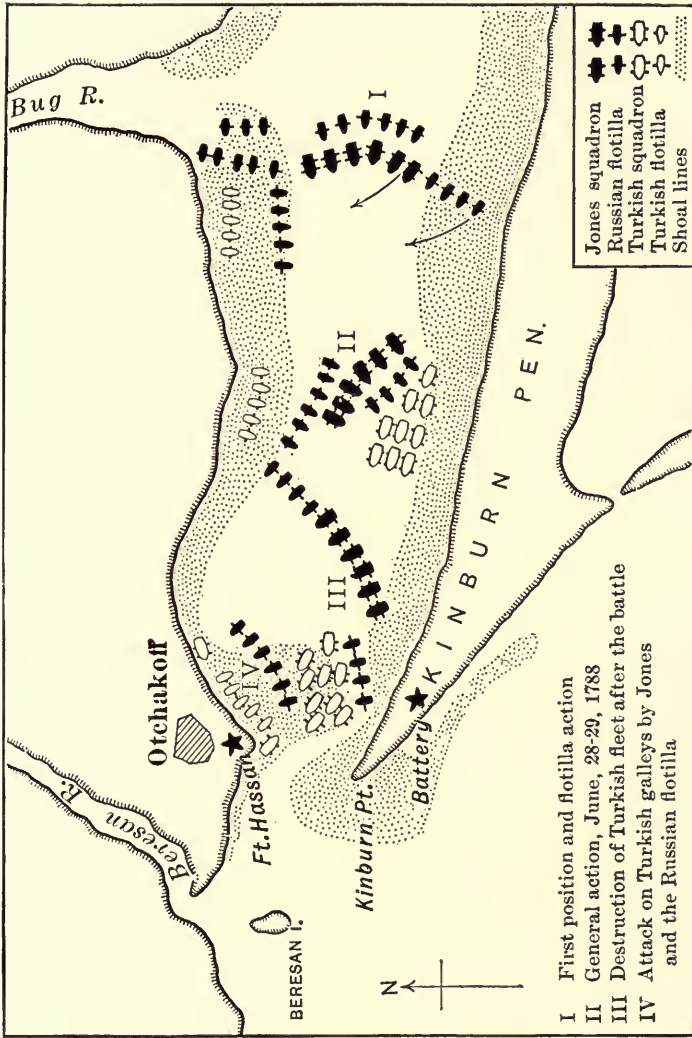 Bug R.
I
II
III
IV
Otchakoff
Beresan R.
Ft. Hassan
BERESAN I.
Kinburn Pt.
Battery
KINBURN PEN.
N
I First position and flotilla action
II General action, June, 28-29, 1788
III Destruction of Turkish fleet after the battle
IV Attack on Turkish galleys by Jones
and the Russian flotilla
Jones squadron
Russian flotilla
Turkish squadron
Turkish flotilla
Shoal lines